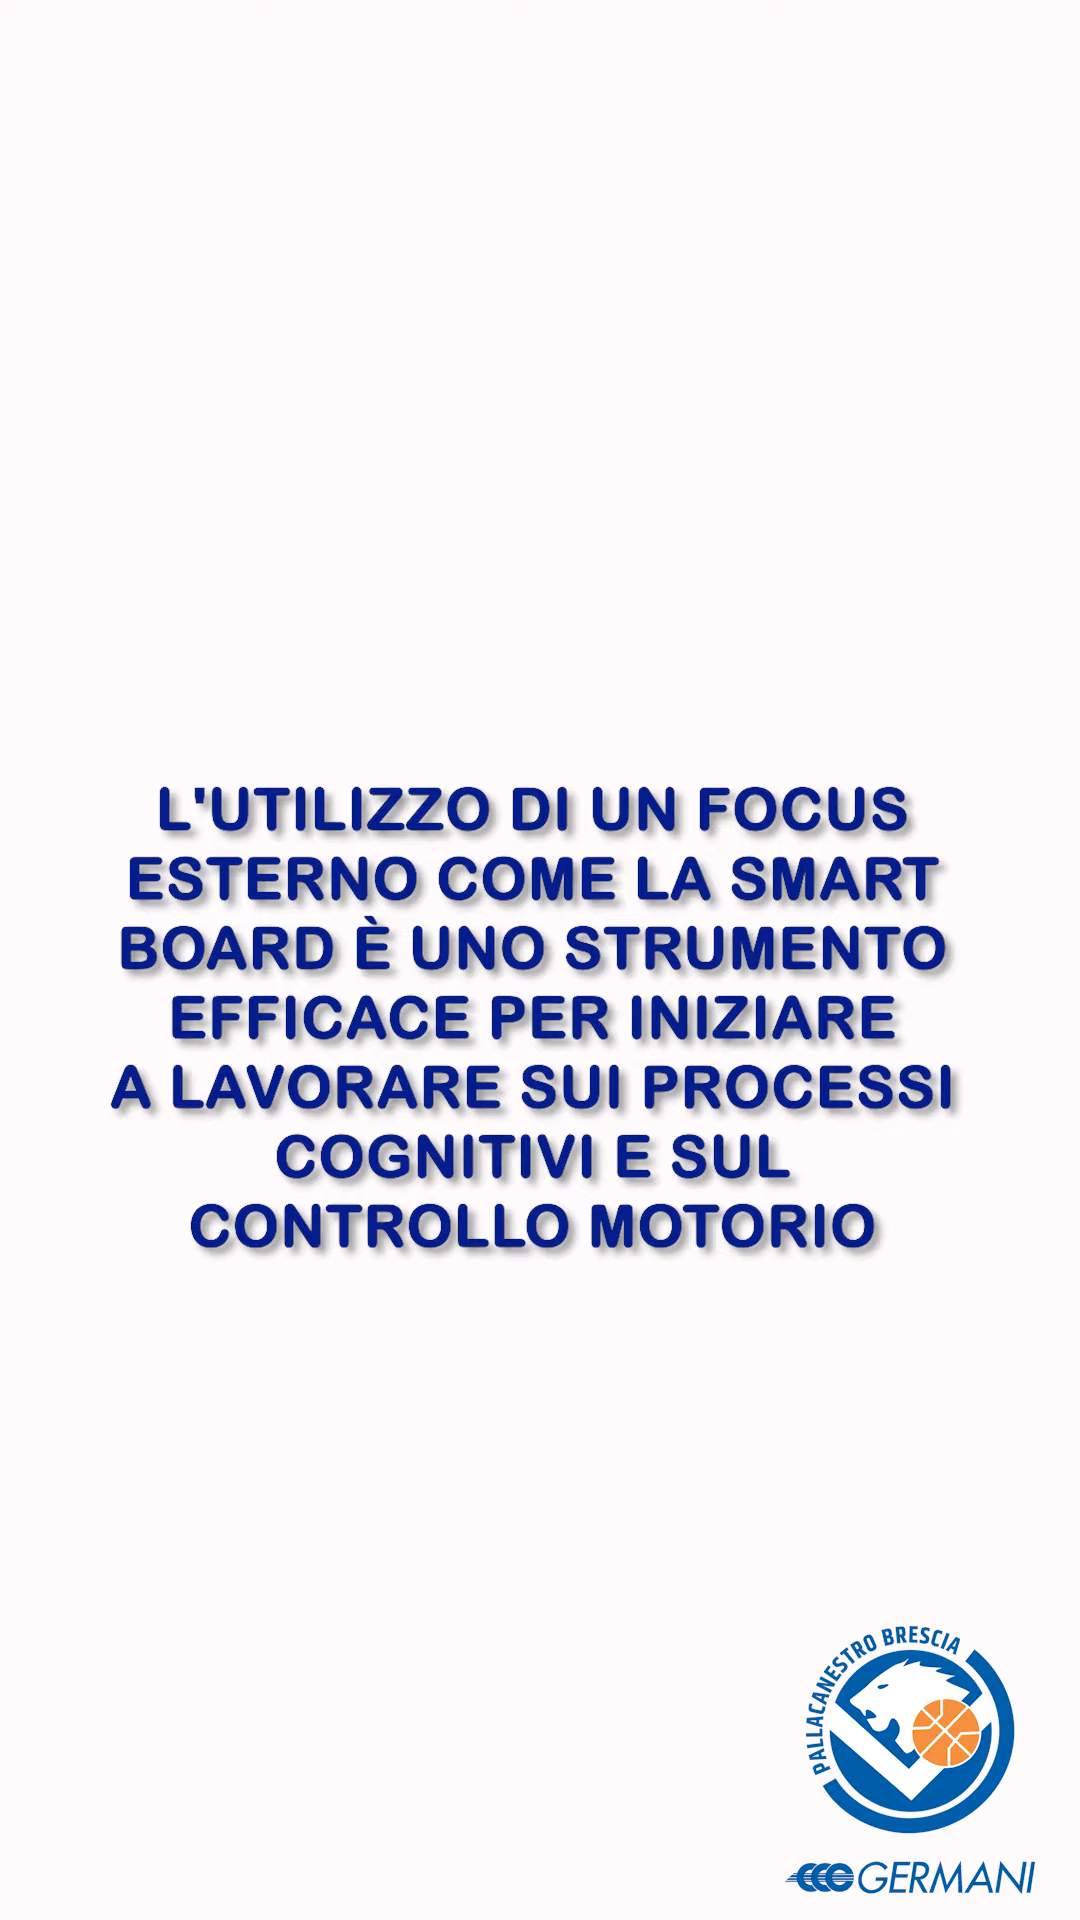 L'UTILIZZO DI UN FOCUS
ESTERNO COME LA SMART
BOARD È UNO STRUMENTO
EFFICACE PER INIZIARE
A LAVORARE SUI PROCESSI
COGNITIVI E SUL
CONTROLLO MOTORIO
PALLACANESTRO BRESCIA
GERMANI